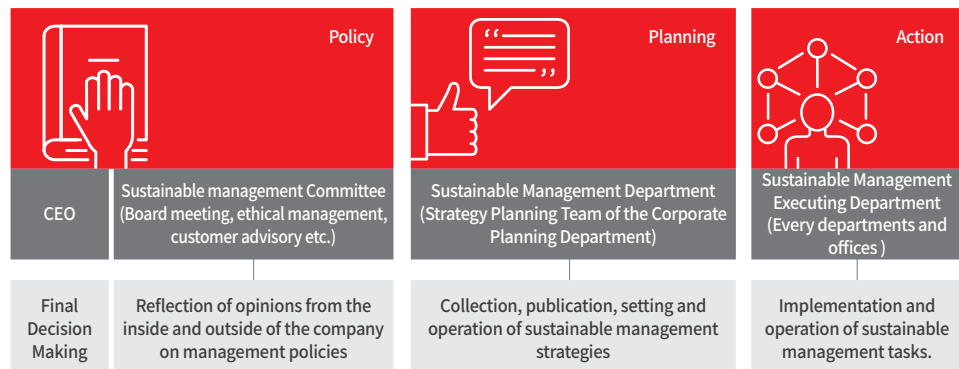 Policy
Planning
Action
CEO
Sustainable management Committee
(Board meeting, ethical management,
customer advisory etc.)
Sustainable Management Department
(Strategy Planning Team of the Corporate
Planning Department)
Sustainable Management
Executing Department
(Every departments and
offices )
Final
Decision
Making
Reflection of opinions from the
inside and outside of the company
on management policies
Collection, publication, setting and
operation of sustainable management
strategies
Implementation and
operation of sustainable
management tasks.